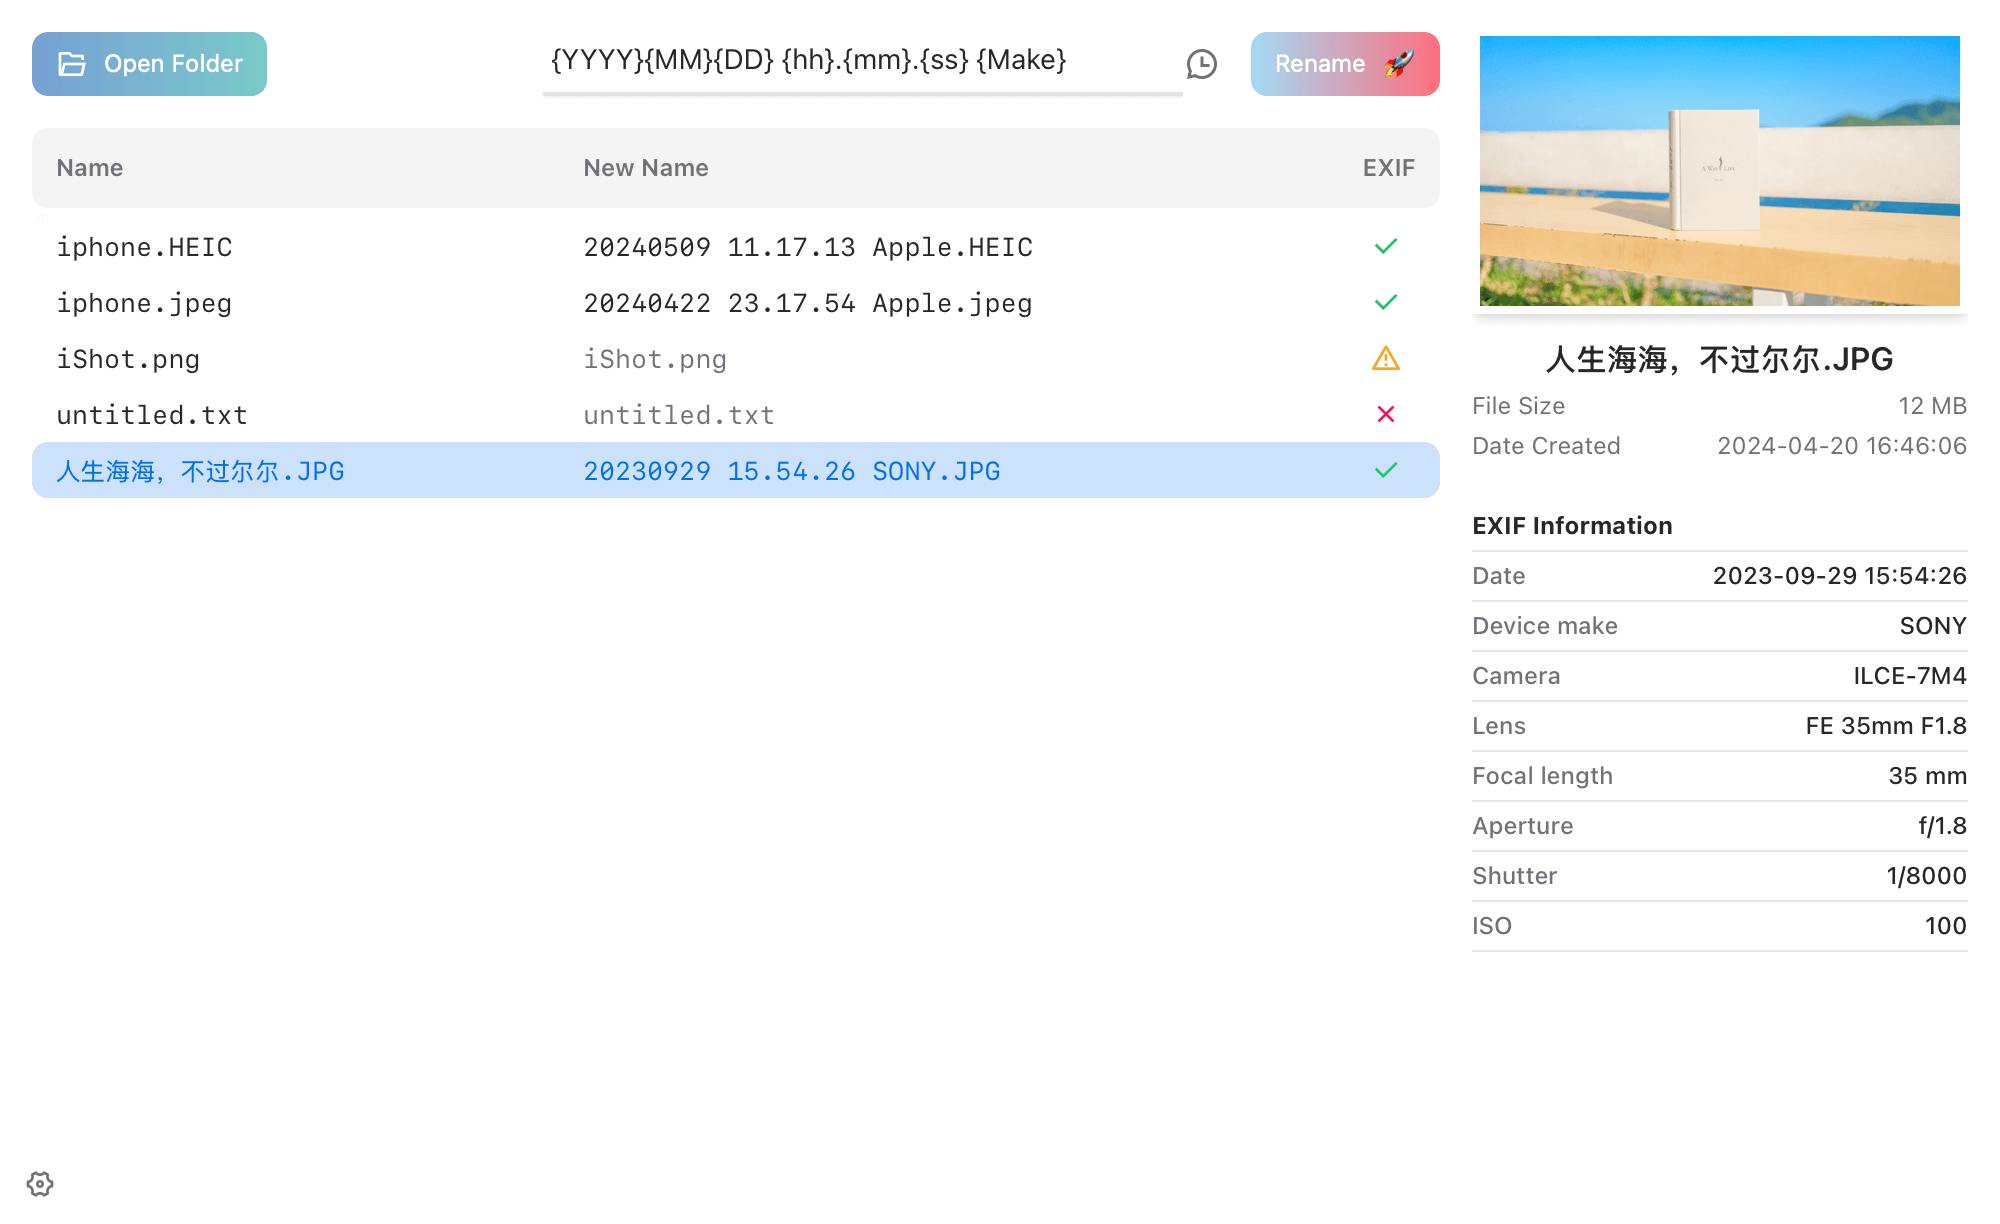 Open Folder
{YYYY}{MM}{DD} {hh}.{mm}.{ss} {Make}
Rename
Name New Name EXIF
iphone.HEIC 20240509 11.17.13 Apple.HEIC
iphone.jpeg 20240422 23.17.54 Apple.jpeg
iShot.png iShot.png
untitled.txt untitled.txt
人生海海，不过尔尔.JPG 20230929 15.54.26 SONY.JPG
人生海海，不过尔尔.JPG
File Size 12 MB
Date Created 2024-04-20 16:46:06
EXIF Information
Date 2023-09-29 15:54:26
Device make SONY
Camera ILCE-7M4
Lens FE 35mm F1.8
Focal length 35 mm
Aperture f/1.8
Shutter 1/8000
ISO 100